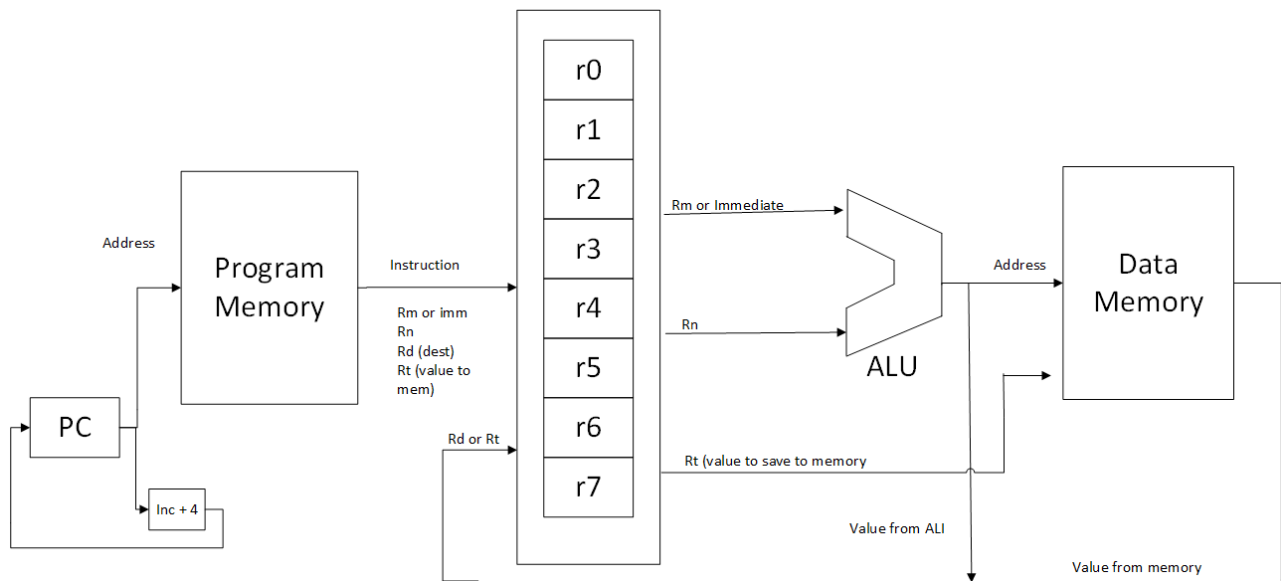 Address
Program
Memory
PC
Inc + 4
Instruction
Rm or imm
Rn
Rd (dest)
Rt (value to
mem)
Rd or Rt
r0
r1
r2
r3
r4
r5
r6
r7
Rm or Immediate
Rn
ALU
Rt (value to save to memory
Address
Data
Memory
Value from ALI
Value from memory